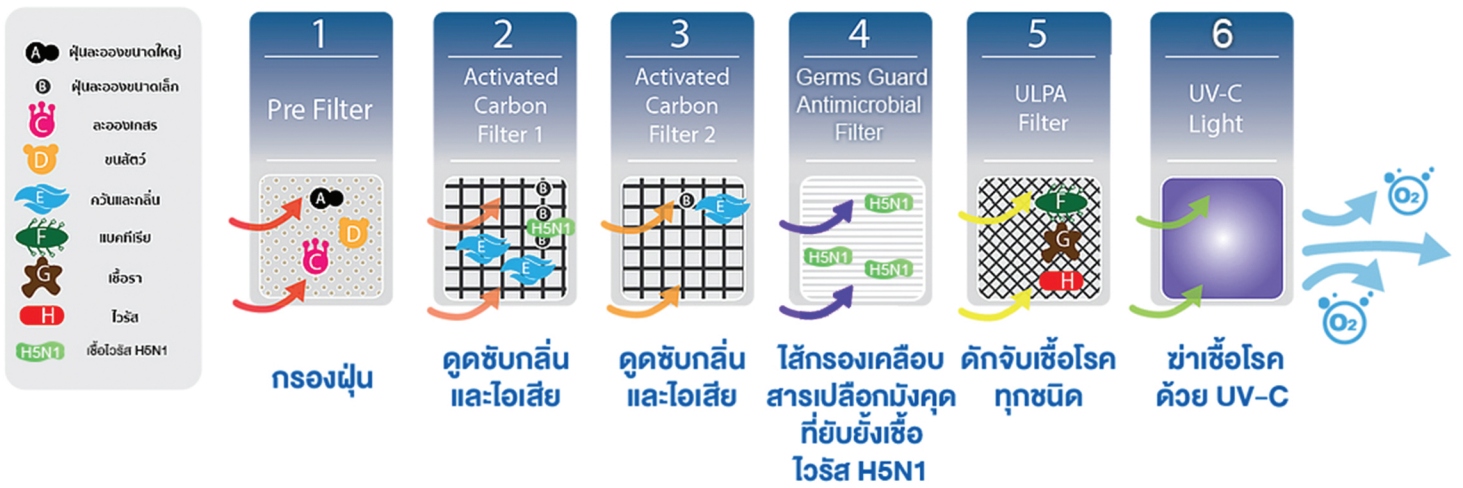 A ฝุ่นละอองขนาดใหญ่
B ฝุ่นละอองขนาดเล็ก
C ละอองเกสร
D ขนสัตว์
E ควันและกลิ่น
F แบคทีเรีย
G เชื้อรา
H ไวรัส
H5N1 เชื้อไวรัส H5N1
1
Pre Filter
A
D
C
กรองฝุ่น
2
Activated
Carbon
Filter 1
B
B
H5N1
B
E
E
ดูดซับกลิ่น
และไอเสีย
3
Activated
Carbon
Filter 2
B
E
ดูดซับกลิ่น
และไอเสีย
4
Germs Guard
Antimicrobial
Filter
H5N1
H5N1
H5N1
ไส้กรองเคลือบ
สารเปลือกมังคุด
ที่ยับยั้งเชื้อ
ไวรัส H5N1
5
ULPA
Filter
F
G
H
ดักจับเชื้อโรค
ทุกชนิด
6
UV-C
Light
ฆ่าเชื้อโรค
ด้วย UV-C
O2
O2